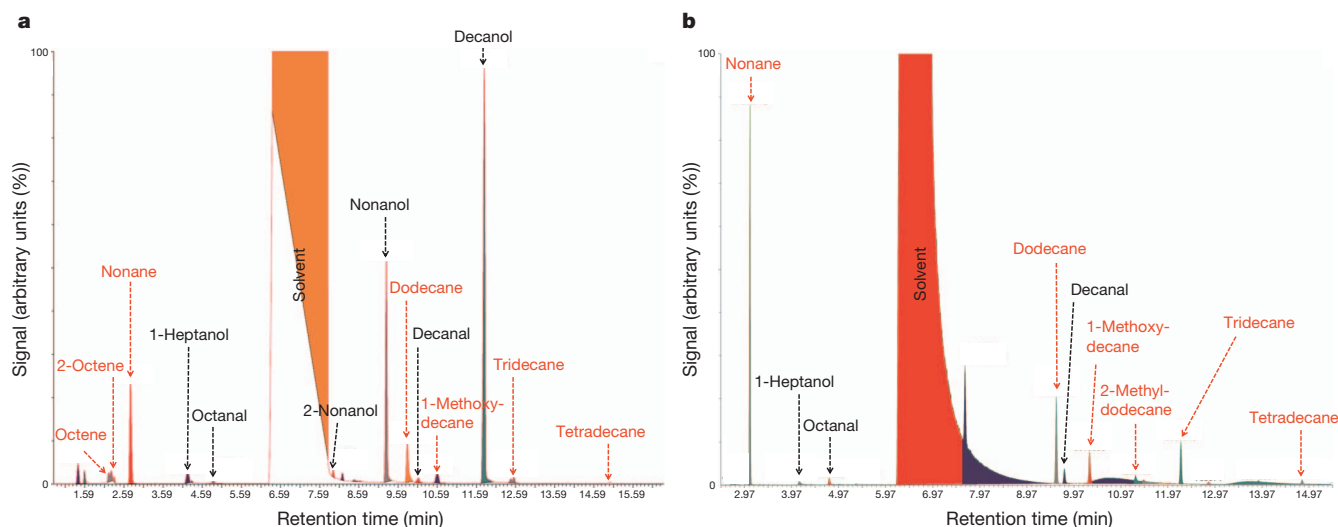 a
Signal (arbitrary units (%))
100
0
Octene
2-Octene
Nonane
1-Heptanol
Octanal
Solvent
2-Nonanol
Nonanol
Dodecane
Decanal
1-Methoxy-
decane
Decanol
Tridecane
Tetradecane
1.59 2.59 3.59 4.59 5.59 6.59 7.59 8.59 9.59 10.59 11.59 12.59 13.59 14.59 15.59
Retention time (min)
b
Signal (arbitrary units (%))
100
0
Nonane
1-Heptanol
Octanal
Solvent
Dodecane
Decanal
1-Methoxy-
decane
2-Methyl-
dodecane
Tridecane
Tetradecane
2.97 3.97 4.97 5.97 6.97 7.97 8.97 9.97 10.97 11.97 12.97 13.97 14.97
Retention time (min)